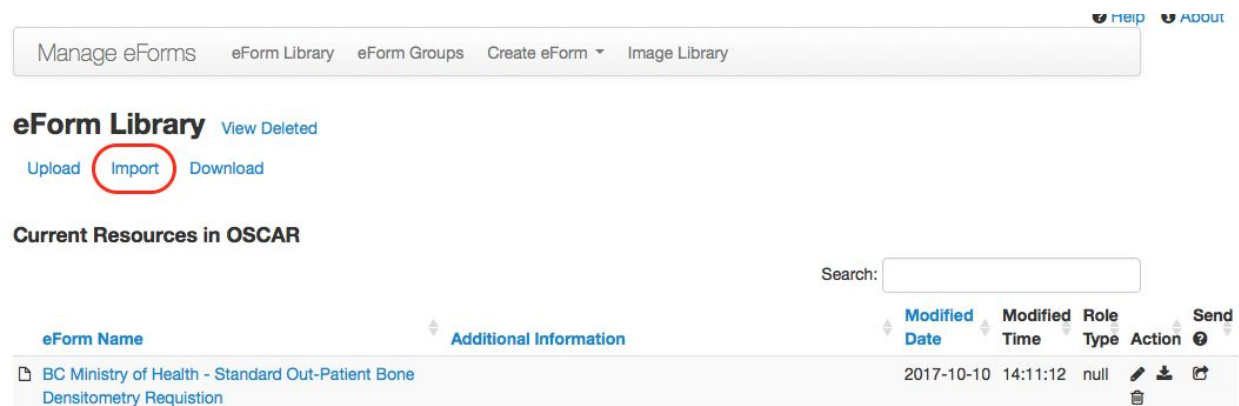 Help About
Manage eForms eForm Library eForm Groups Create eForm Image Library
eForm Library View Deleted
Upload Import Download
Current Resources in OSCAR
Search:
eForm Name Additional Information Modified Date Modified Time Role Type Action Send
BC Ministry of Health - Standard Out-Patient Bone
Densitometry Requistion
2017-10-10 14:11:12 null